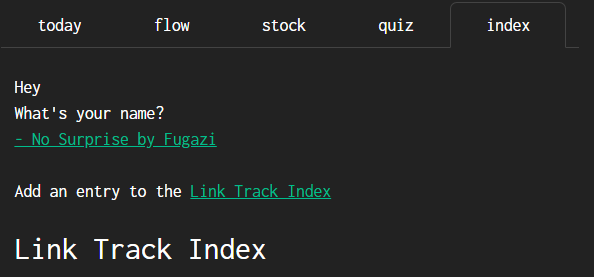 today flow stock quiz index
Hey
What's your name?
- No Surprise by Fugazi
Add an entry to the Link Track Index
Link Track Index